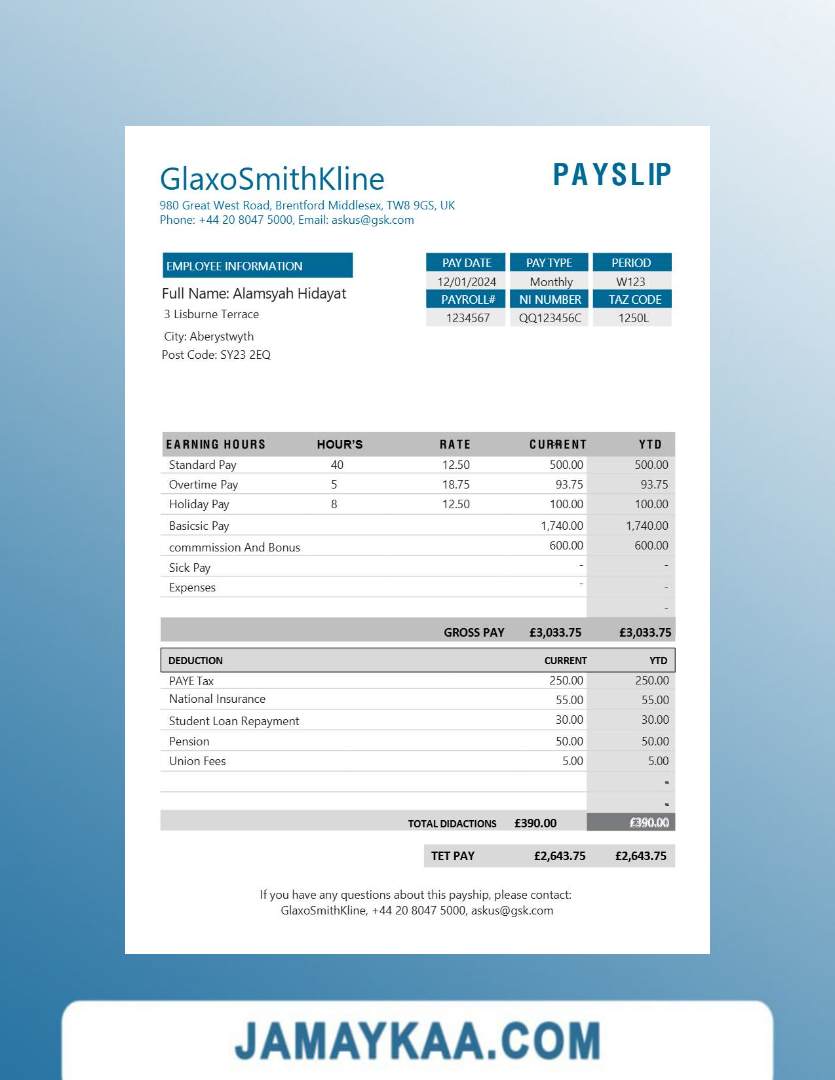 GlaxoSmithKline
PAYSLIP
980 Great West Road, Brentford Middlesex, TW8 9GS, UK
Phone: +44 20 8047 5000, Email: askus@gsk.com
EMPLOYEE INFORMATION
Full Name: Alamsyah Hidayat
3 Lisburne Terrace
City: Aberystwyth
Post Code: SY23 2EQ
PAY DATE PAY TYPE PERIOD
12/01/2024 Monthly W123
PAYROLL# NI NUMBER TAZ CODE
1234567 QQ123456C 1250L
EARNING HOURS HOUR'S RATE CURRENT YTD
Standard Pay 40 12.50 500.00 500.00
Overtime Pay 5 18.75 93.75 93.75
Holiday Pay 8 12.50 100.00 100.00
Basicsic Pay 1,740.00 1,740.00
commmission And Bonus 600.00 600.00
Sick Pay - -
Expenses - -
-
GROSS PAY £3,033.75 £3,033.75
DEDUCTION CURRENT YTD
PAYE Tax 250.00 250.00
National Insurance 55.00 55.00
Student Loan Repayment 30.00 30.00
Pension 50.00 50.00
Union Fees 5.00 5.00
-
-
TOTAL DIDACTIONS £390.00 £390.00
TET PAY £2,643.75 £2,643.75
If you have any questions about this payship, please contact:
GlaxoSmithKline, +44 20 8047 5000, askus@gsk.com
JAMAYKAA.COM